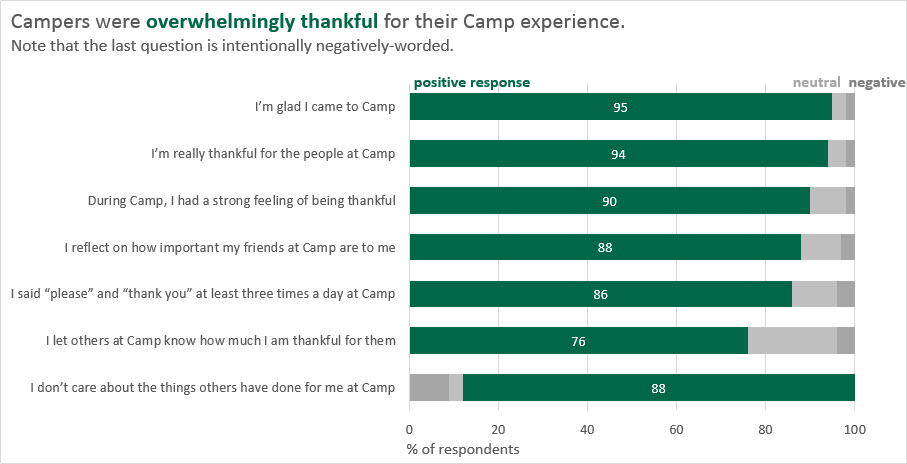 Campers were overwhelmingly thankful for their Camp experience.
Note that the last question is intentionally negatively-worded.
positive response neutral negative
I’m glad I came to Camp 95
I’m really thankful for the people at Camp 94
During Camp, I had a strong feeling of being thankful 90
I reflect on how important my friends at Camp are to me 88
I said “please” and “thank you” at least three times a day at Camp 86
I let others at Camp know how much I am thankful for them 76
I don’t care about the things others have done for me at Camp 88
0 20 40 60 80 100
% of respondents